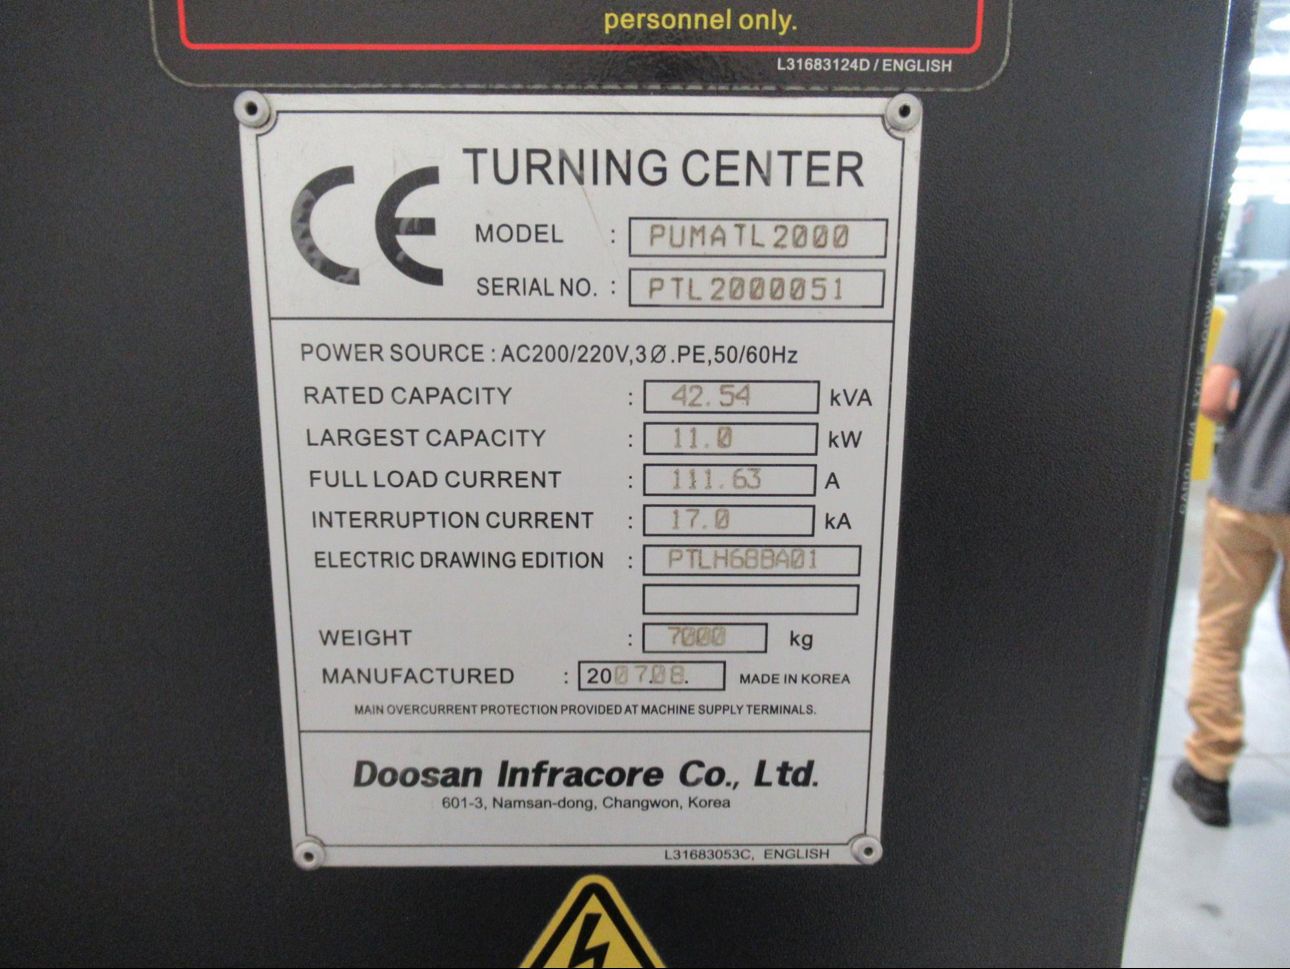 personnel only.
L31683124D / ENGLISH
CE TURNING CENTER
MODEL : PUMATL2000
SERIAL NO. : PTL2000051
POWER SOURCE : AC200/220V,3Ø.PE,50/60Hz
RATED CAPACITY : 42.54 kVA
LARGEST CAPACITY : 11.0 kW
FULL LOAD CURRENT : 111.63 A
INTERRUPTION CURRENT : 17.0 kA
ELECTRIC DRAWING EDITION : PTLH6BBA01
WEIGHT : 7000 kg
MANUFACTURED : 2007.08. MADE IN KOREA
MAIN OVERCURRENT PROTECTION PROVIDED AT MACHINE SUPPLY TERMINALS.
Doosan Infracore Co., Ltd.
601-3, Namsan-dong, Changwon, Korea
L31683053C, ENGLISH